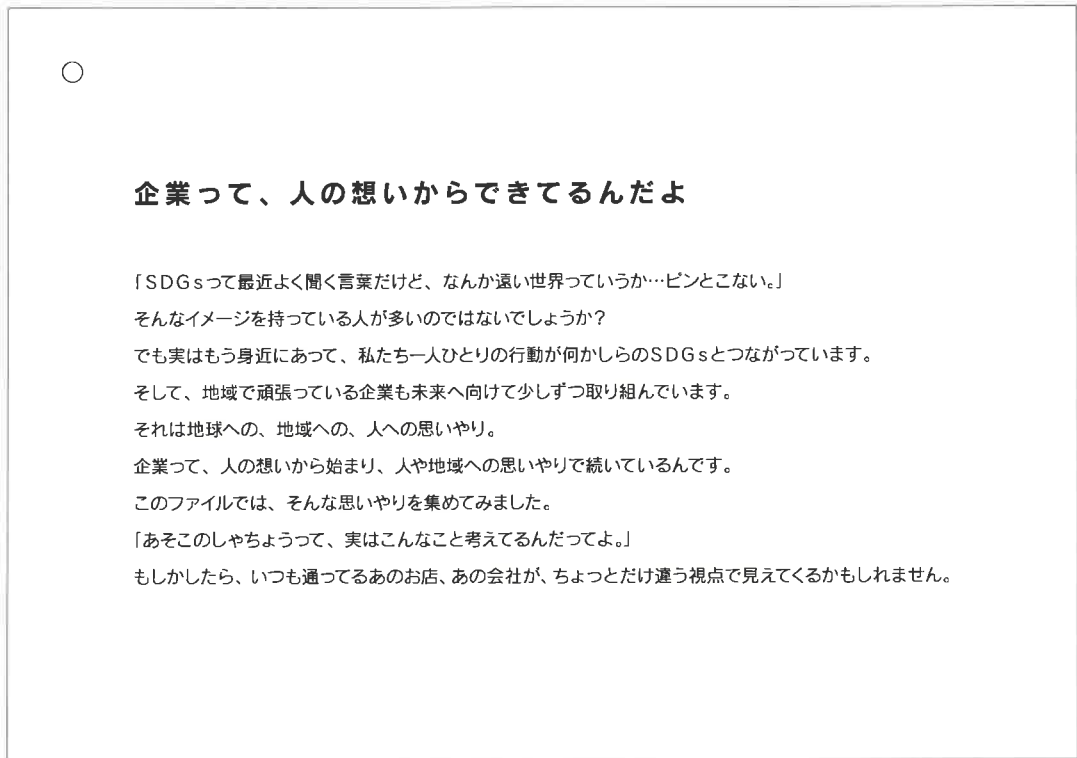 企業って、人の想いからできてるんだよ
「SDGsって最近よく聞く言葉だけど、なんか遠い世界っていうか…ピンとこない。」
そんなイメージを持っている人が多いのではないでしょうか?
でも実はもう身近にあって、私たち一人ひとりの行動が何かしらのSDGsとつながっています。
そして、地域で頑張っている企業も未来へ向けて少しずつ取り組んでいます。
それは地球への、地域への、人への思いやり。
企業って、人の想いから始まり、人や地域への思いやりで続いているんです。
このファイルでは、そんな思いやりを集めてみました。
「あそこのしゃちょうって、実はこんなこと考えてるんだってよ。」
もしかしたら、いつも通ってるあのお店、あの会社が、ちょっとだけ違う視点で見えてくるかもしれません。